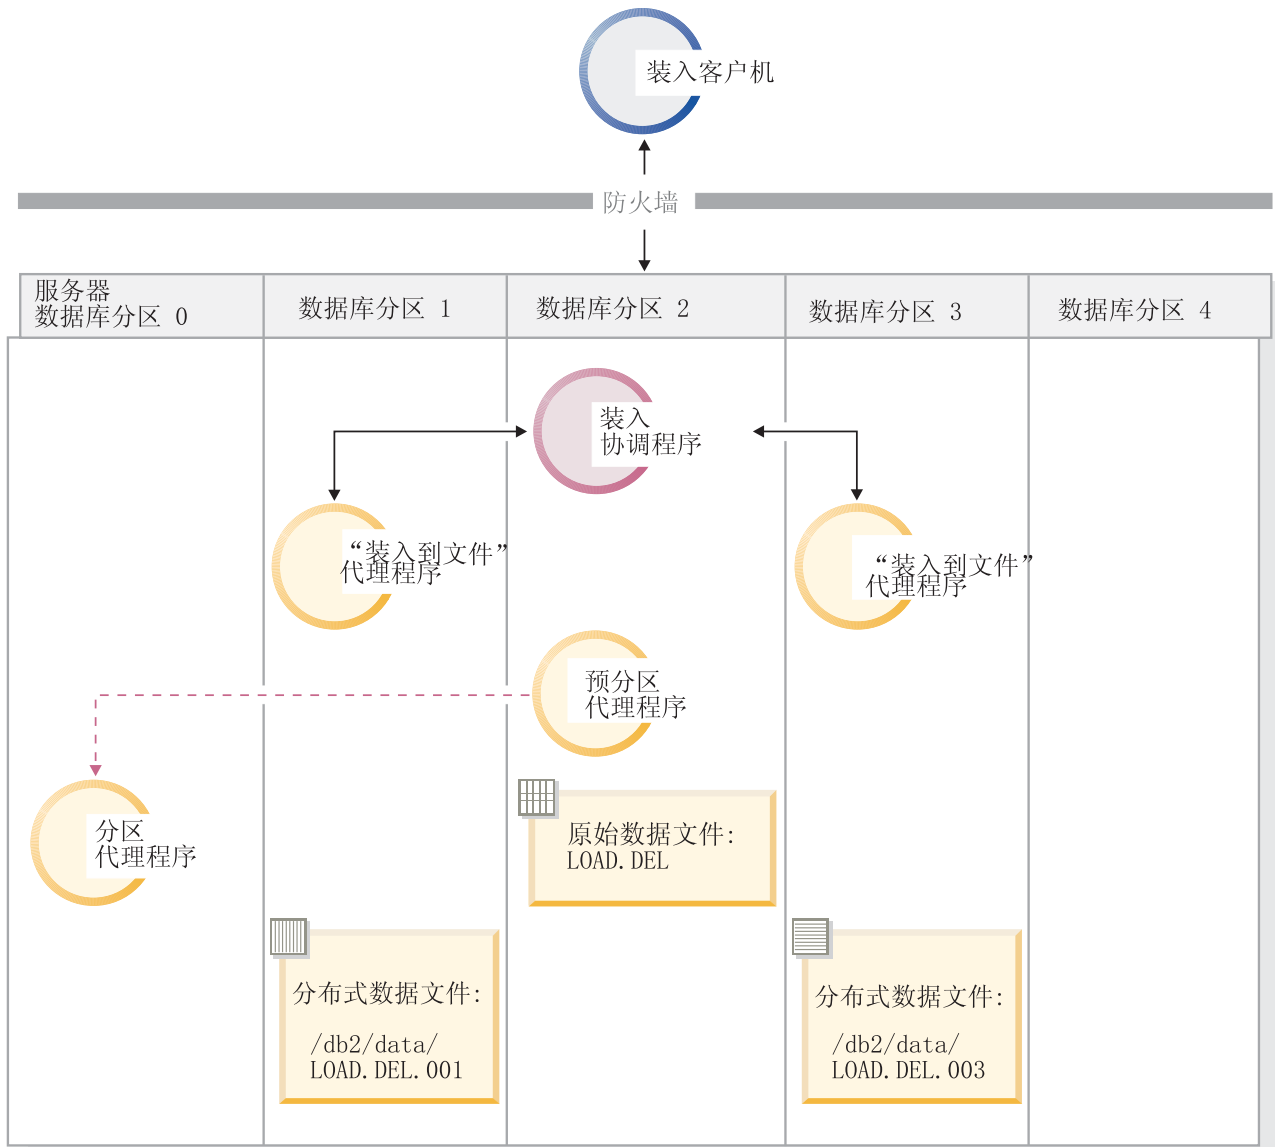 装入客户机
防火墙
服务器
数据库分区 0
数据库分区 1
数据库分区 2
数据库分区 3
数据库分区 4
装入
协调程序
“装入到文件”
代理程序
“装入到文件”
代理程序
预分区
代理程序
分区
代理程序
原始数据文件:
LOAD.DEL
分布式数据文件:
/db2/data/
LOAD.DEL.001
分布式数据文件:
/db2/data/
LOAD.DEL.003